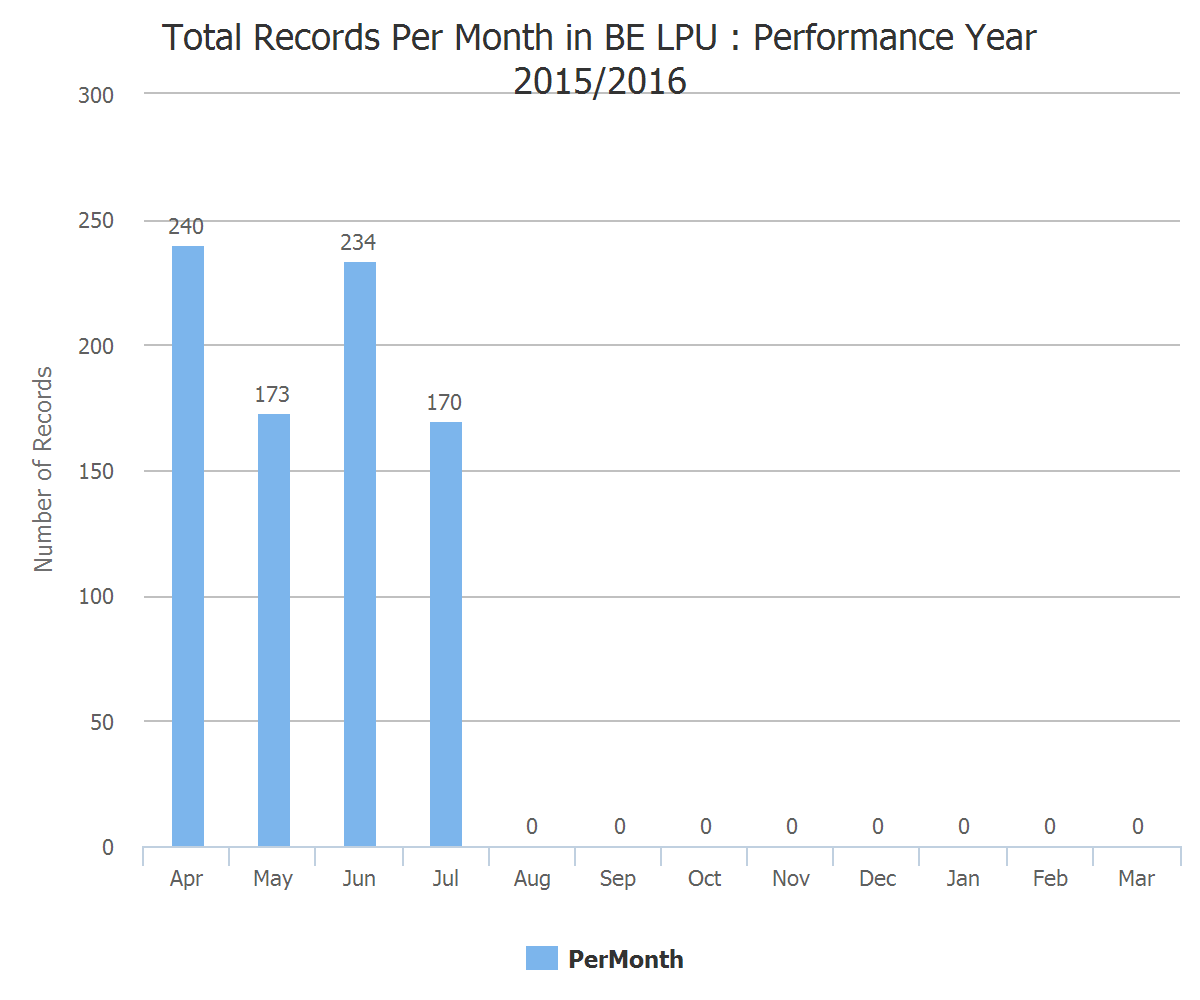 Total Records Per Month in BE LPU : Performance Year
2015/2016
300
250
200
150
100
50
0
Number of Records
240
173
234
170
0 0 0 0 0 0 0 0
Apr May Jun Jul Aug Sep Oct Nov Dec Jan Feb Mar
PerMonth